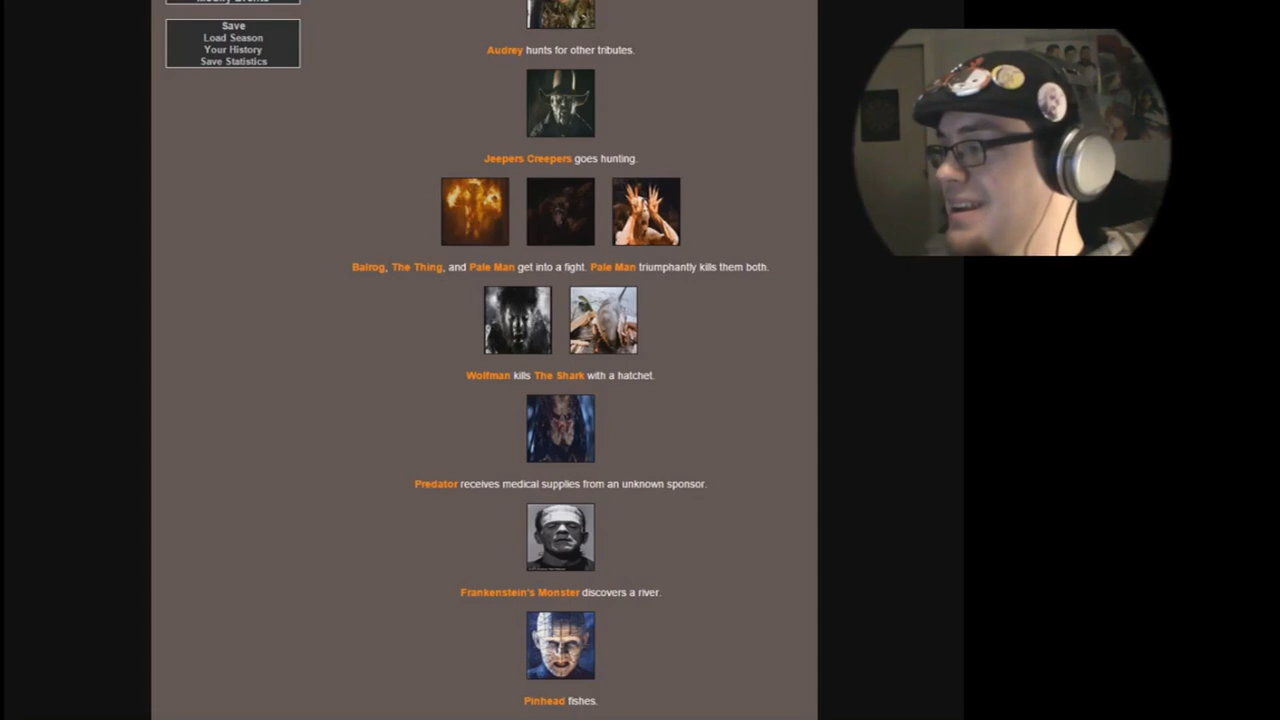 Modify Events
Save
Load Season
Your History
Save Statistics
Audrey hunts for other tributes.
Jeepers Creepers goes hunting.
Balrog, The Thing, and Pale Man get into a fight. Pale Man triumphantly kills them both.
Wolfman kills The Shark with a hatchet.
Predator receives medical supplies from an unknown sponsor.
Frankenstein's Monster discovers a river.
Pinhead fishes.